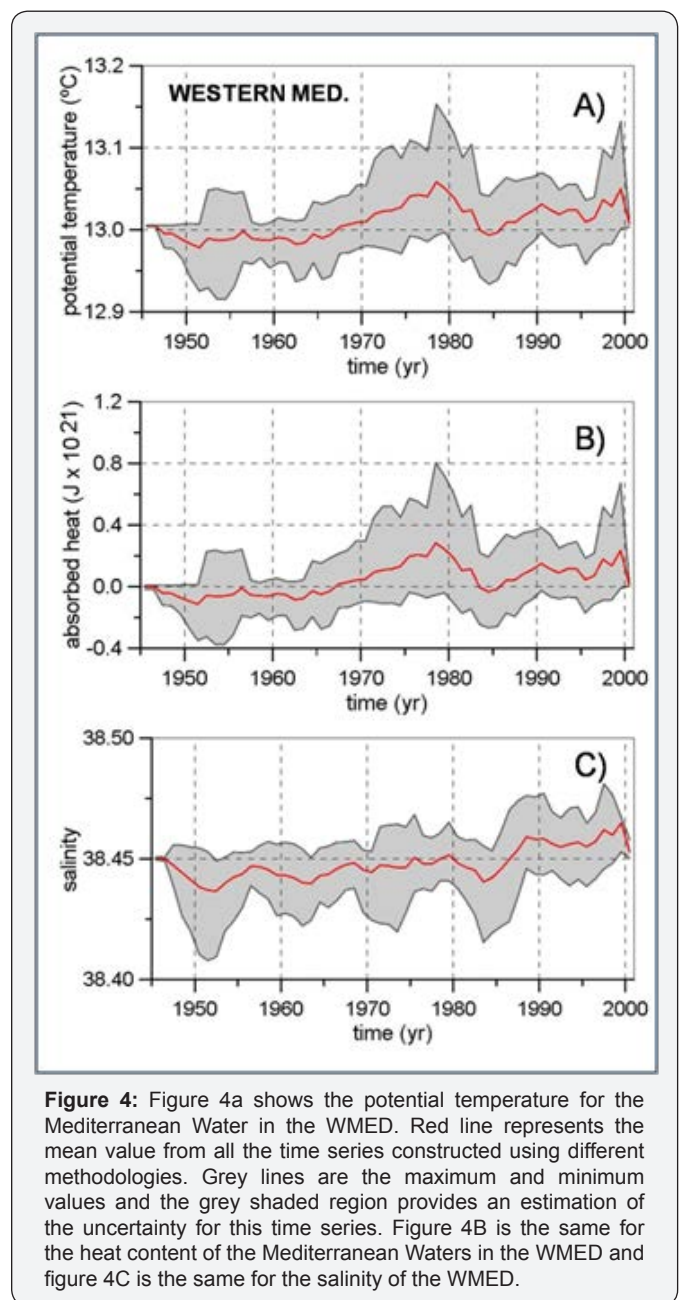 WESTERN MED.
A)
potential temperature (ºC)
13.2
13.1
13.0
12.9
1950 1960 1970 1980 1990 2000
time (yr)
B)
absorbed heat (J x 10 21)
1.2
0.8
0.4
0.0
-0.4
1950 1960 1970 1980 1990 2000
time (yr)
C)
salinity
38.50
38.45
38.40
1950 1960 1970 1980 1990 2000
time (yr)
Figure 4: Figure 4a shows the potential temperature for the
Mediterranean Water in the WMED. Red line represents the
mean value from all the time series constructed using different
methodologies. Grey lines are the maximum and minimum
values and the grey shaded region provides an estimation of
the uncertainty for this time series. Figure 4B is the same for
the heat content of the Mediterranean Waters in the WMED and
figure 4C is the same for the salinity of the WMED.